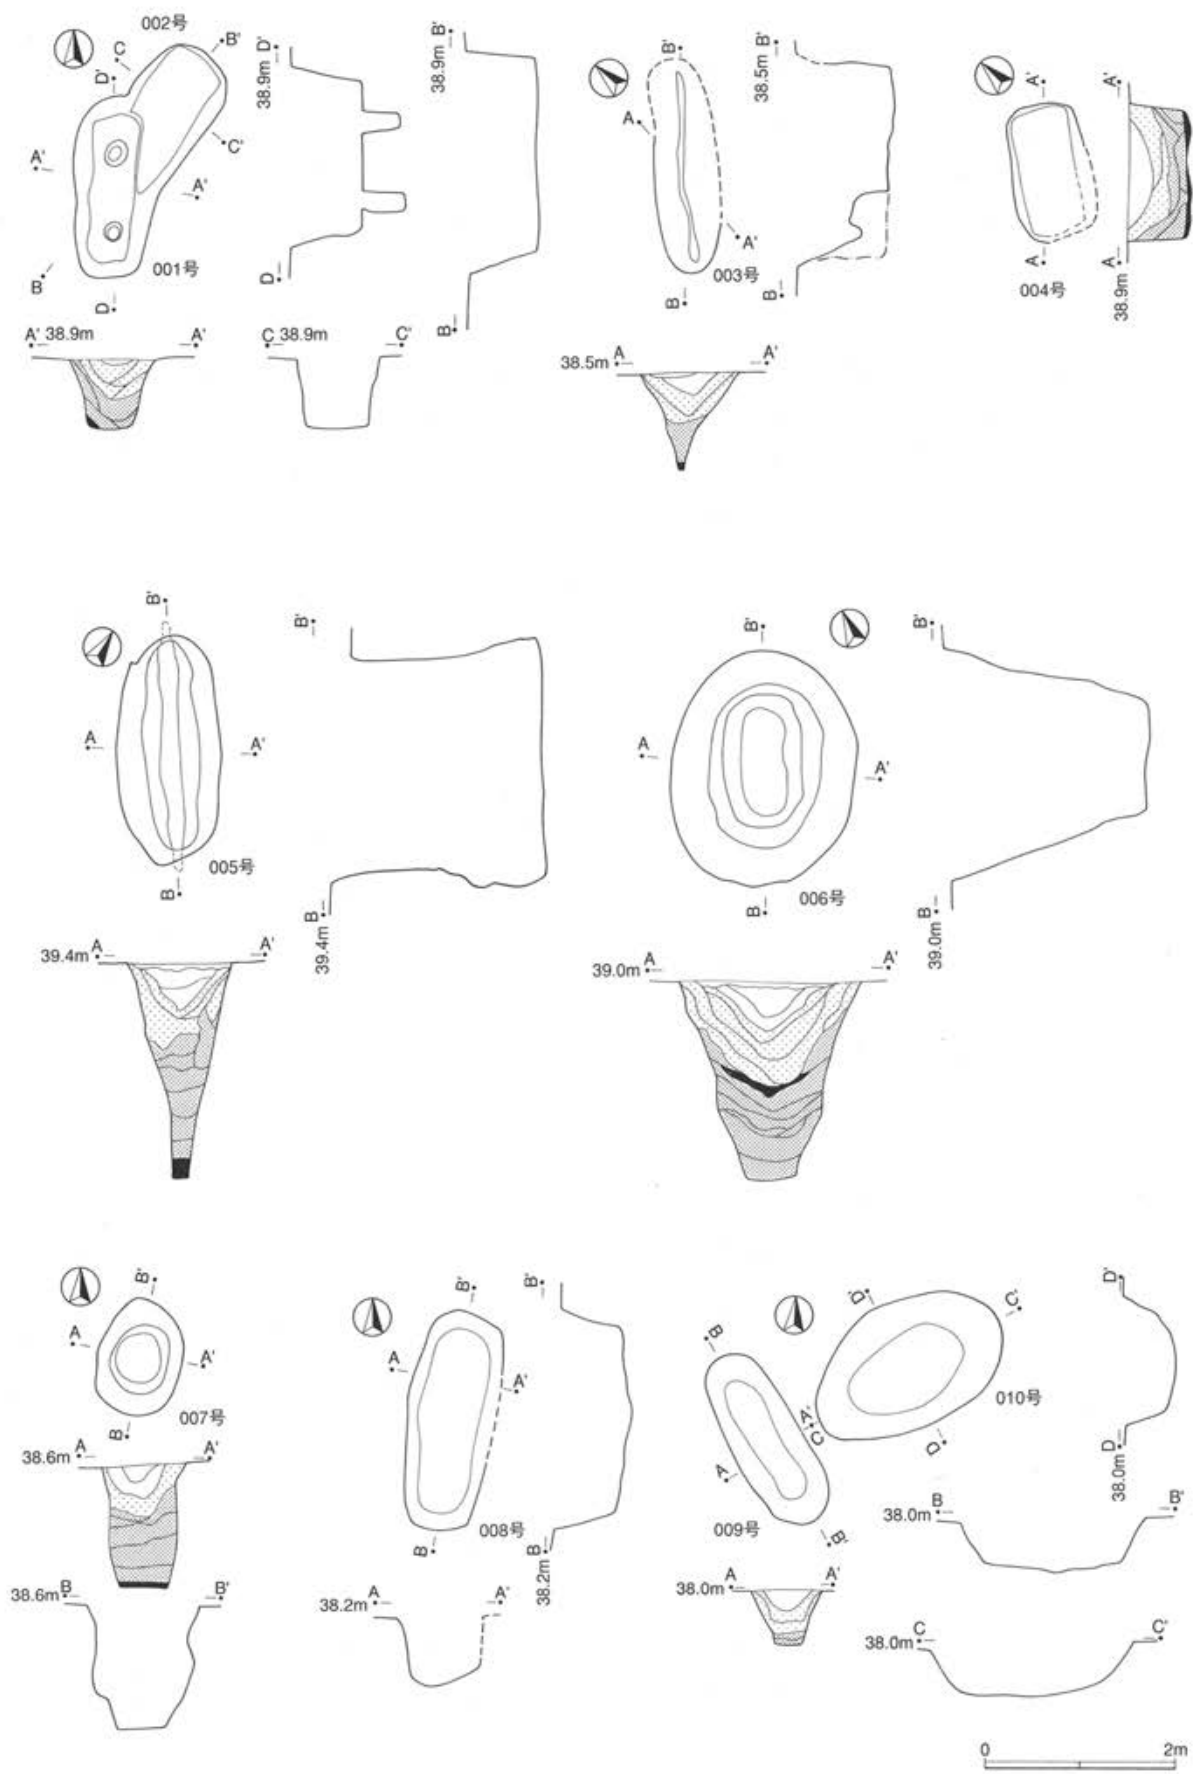 002号
C
B'
D'
A'
C'
A'
001号
B
D
D'
38.9m
D
B'
38.9m
B
A' 38.9m
A'
C 38.9m
C'
B'
A
A'
003号
B
B'
38.5m
B
38.5m A
A'
A'
A
004号
A'
A
38.9m
B'
A
A'
005号
B
B'
B
39.4m
39.4m A
A'
B'
A
A'
006号
B
B'
B
39.0m
39.0m A
A'
B'
A
A'
007号
B
38.6m A
A'
38.6m B
B'
B'
A
A'
008号
B
B'
B
38.2m
38.2m A
A'
B
A'
C
A
009号
B'
38.0m A
A'
D'
C'
010号
D
D'
D
38.0m
38.0m B
B'
38.0m C
C'
0
2m